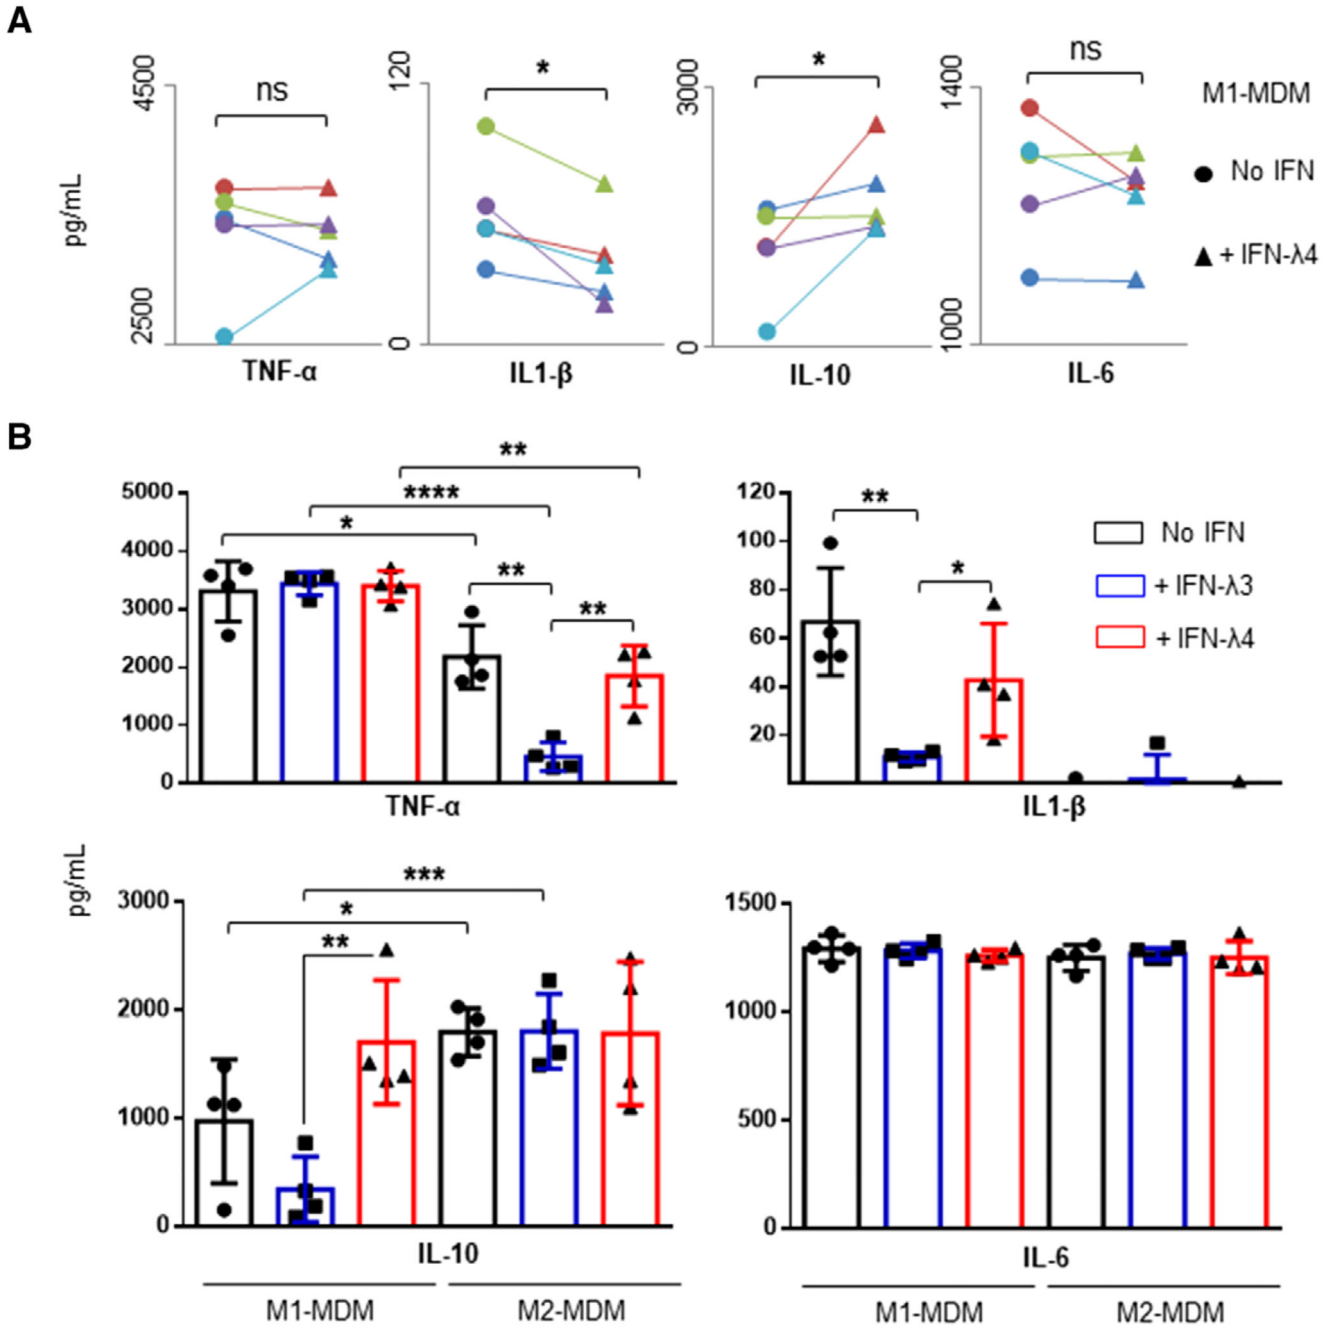 A
4500
2500
pg/mL
ns
TNF-α
120
0
*
IL1-β
3000
0
*
IL-10
1400
1000
ns
IL-6
M1-MDM
No IFN
+ IFN-λ4
B
**
****
*
**
**
5000
4000
3000
2000
1000
0
TNF-α
**
*
120
100
80
60
40
20
IL1-β
No IFN
+ IFN-λ3
+ IFN-λ4
pg/mL
***
*
**
3000
2000
1000
0
IL-10
M1-MDM
M2-MDM
1500
1000
500
0
IL-6
M1-MDM
M2-MDM